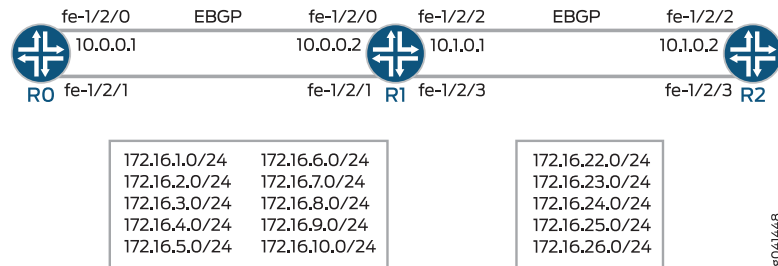 fe-1/2/0 EBGP fe-1/2/0 fe-1/2/2 EBGP fe-1/2/2
10.0.0.1 10.0.0.2 10.1.0.1 10.1.0.2
R0 fe-1/2/1 fe-1/2/1 R1 fe-1/2/3 fe-1/2/3 R2
172.16.1.0/24 172.16.6.0/24 172.16.22.0/24
172.16.2.0/24 172.16.7.0/24 172.16.23.0/24
172.16.3.0/24 172.16.8.0/24 172.16.24.0/24
172.16.4.0/24 172.16.9.0/24 172.16.25.0/24
172.16.5.0/24 172.16.10.0/24 172.16.26.0/24
g041448